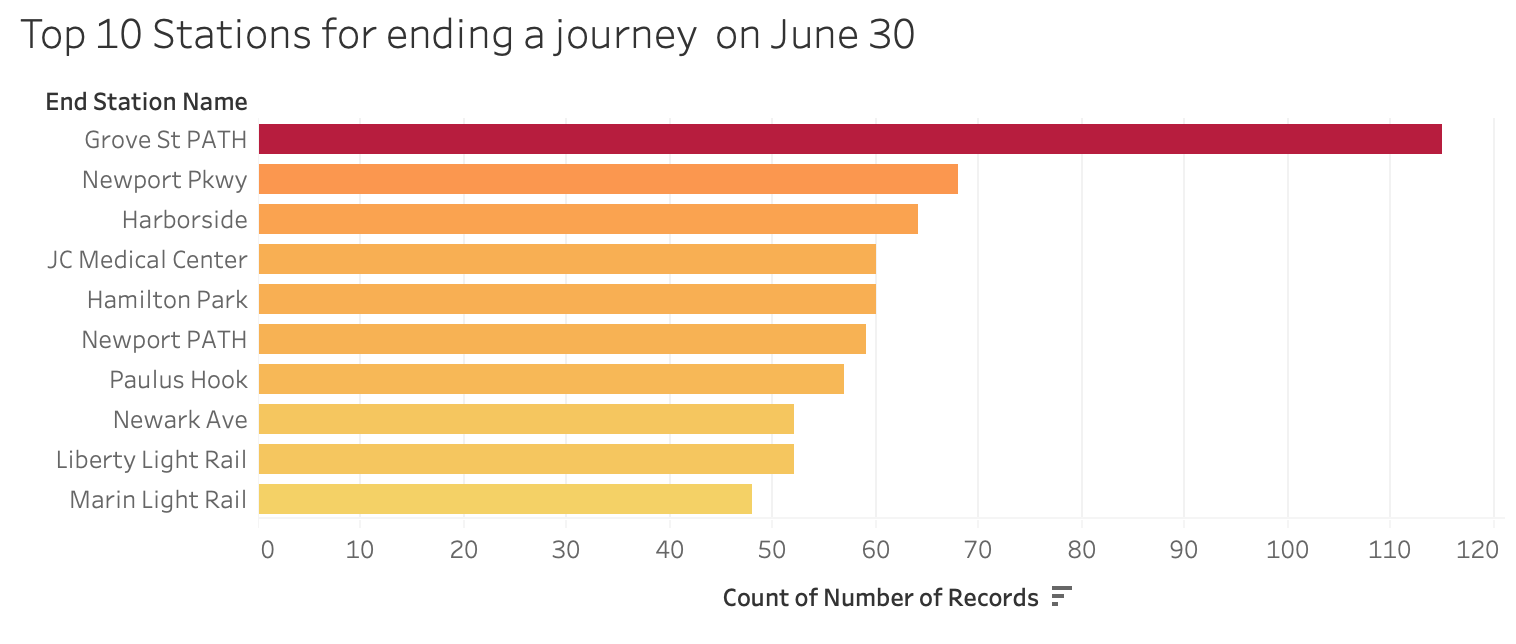 Top 10 Stations for ending a journey  on June 30
End Station Name
Grove St PATH
Newport Pkwy
Harborside
JC Medical Center
Hamilton Park
Newport PATH
Paulus Hook
Newark Ave
Liberty Light Rail
Marin Light Rail
0 10 20 30 40 50 60 70 80 90 100 110 120
Count of Number of Records